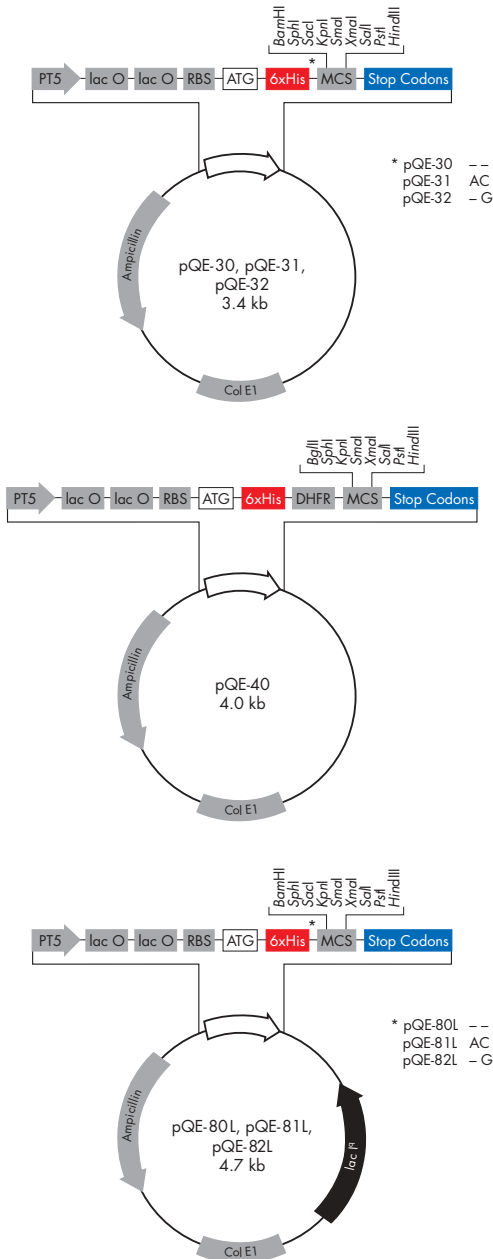 BamHI
SphI
SacI
KpnI
SmaI
XmaI
SalI
PstI
HindIII
PT5 lac O lac O RBS ATG 6xHis * MCS Stop Codons
* pQE-30 – –
pQE-31 AC
pQE-32 – G
Ampicillin
pQE-30, pQE-31,
pQE-32
3.4 kb
Col E1
BglII
SphI
KpnI
SmaI
XmaI
SalI
PstI
HindIII
PT5 lac O lac O RBS ATG 6xHis DHFR MCS Stop Codons
Ampicillin
pQE-40
4.0 kb
Col E1
BamHI
SphI
SacI
KpnI
SmaI
XmaI
SalI
PstI
HindIII
PT5 lac O lac O RBS ATG 6xHis * MCS Stop Codons
* pQE-80L – –
pQE-81L AC
pQE-82L – G
Ampicillin
pQE-80L, pQE-81L,
pQE-82L
4.7 kb
lac Iq
Col E1